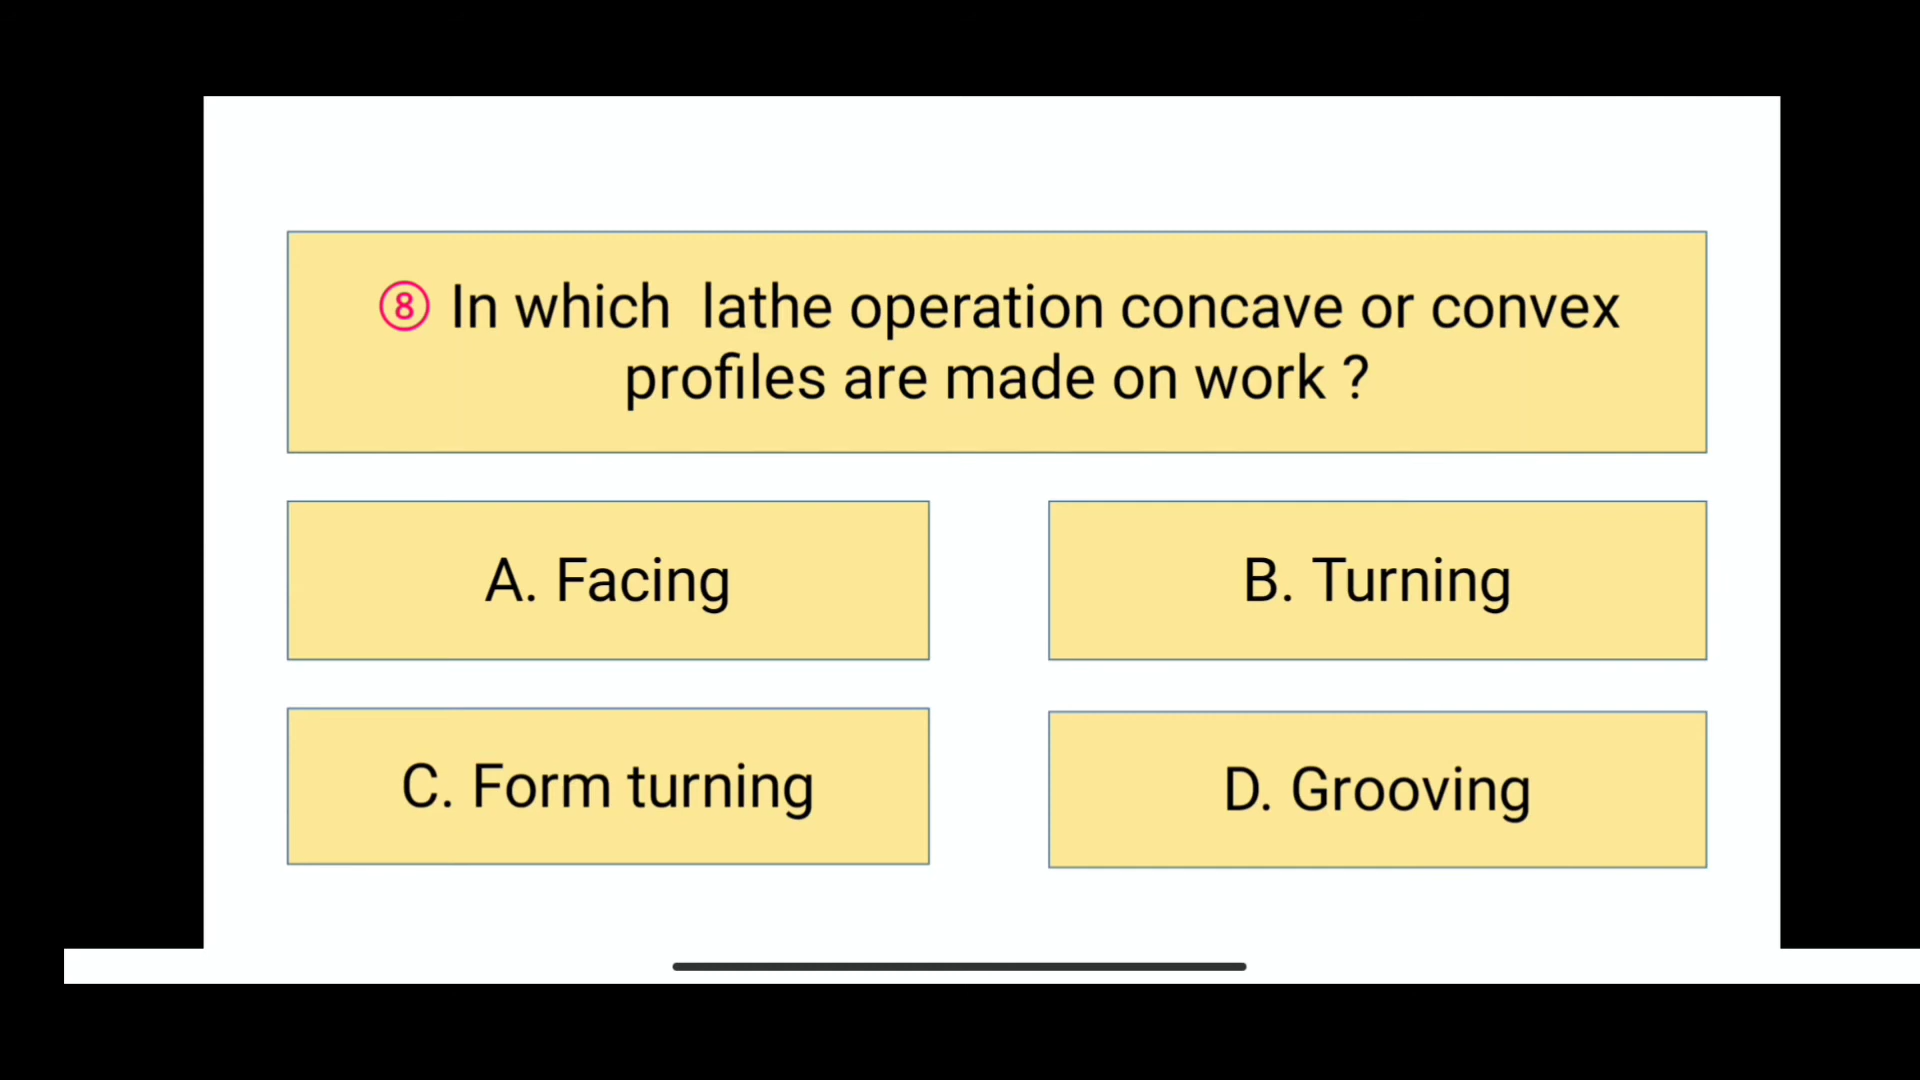 ⑧ In which lathe operation concave or convex
profiles are made on work ?
A. Facing
B. Turning
C. Form turning
D. Grooving